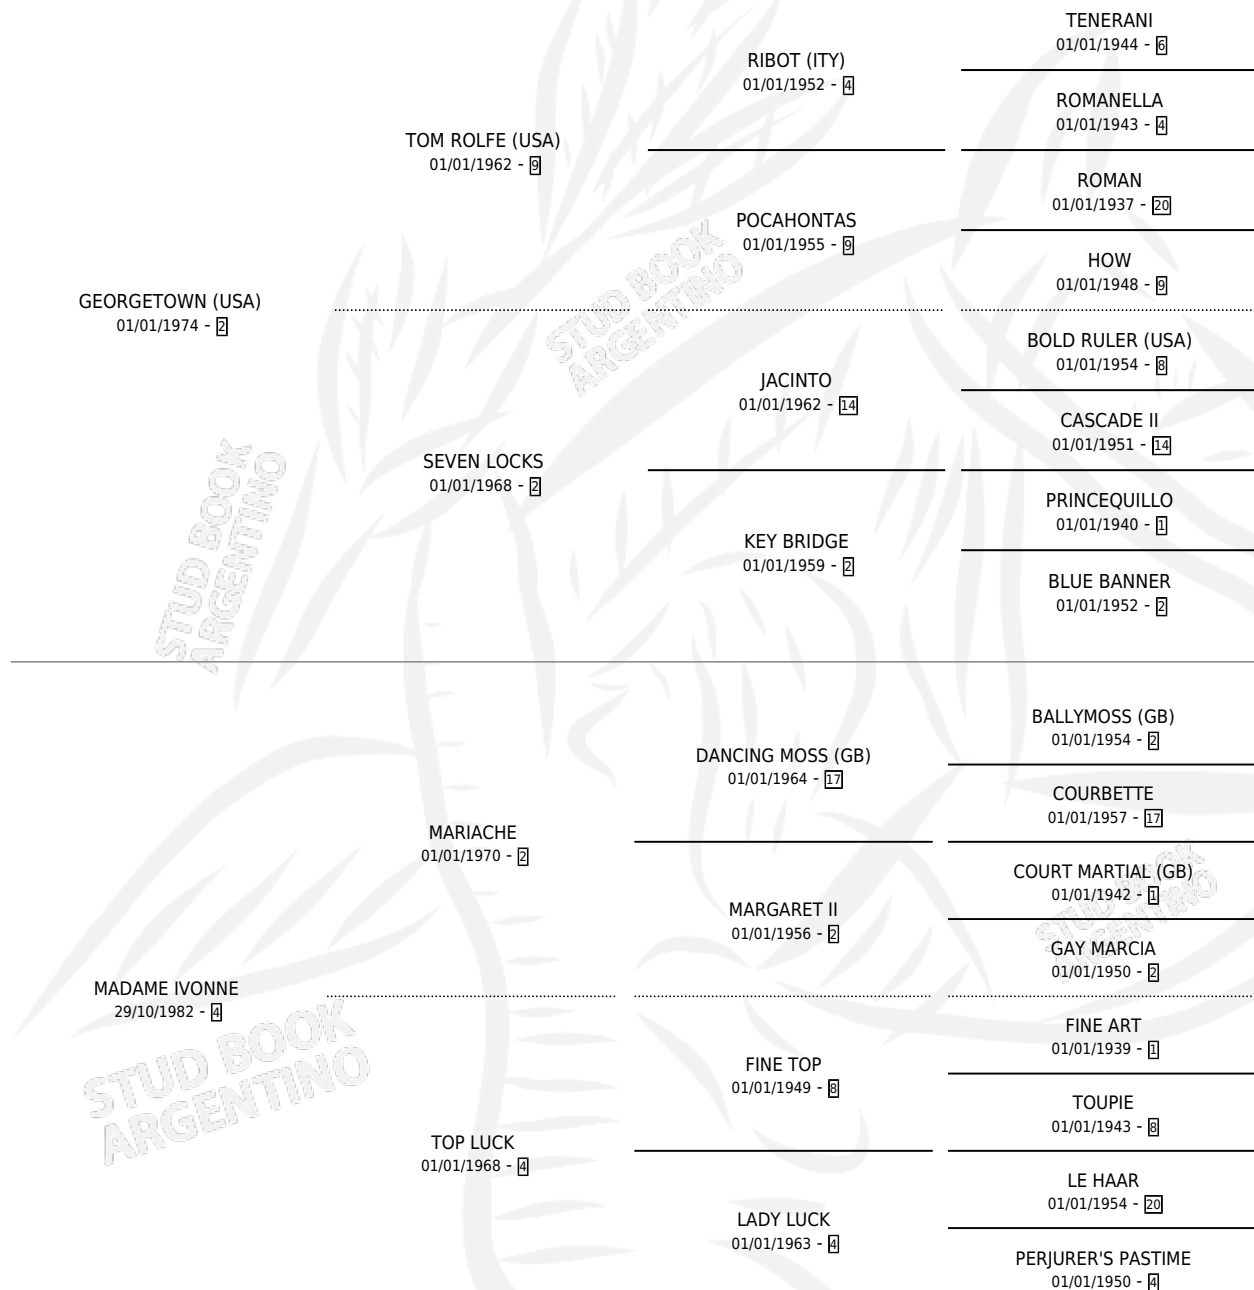 TENERANI
01/01/1944 - 6
RIBOT (ITY)
01/01/1952 - 4
ROMANELLA
01/01/1943 - 4
TOM ROLFE (USA)
01/01/1962 - 9
ROMAN
01/01/1937 - 20
POCAHONTAS
01/01/1955 - 9
HOW
01/01/1948 - 9
GEORGETOWN (USA)
01/01/1974 - 2
BOLD RULER (USA)
01/01/1954 - 8
JACINTO
01/01/1962 - 14
CASCADE II
01/01/1951 - 14
SEVEN LOCKS
01/01/1968 - 2
PRINCEQUILLO
01/01/1940 - 1
KEY BRIDGE
01/01/1959 - 2
BLUE BANNER
01/01/1952 - 2
BALLYMOSS (GB)
01/01/1954 - 2
DANCING MOSS (GB)
01/01/1964 - 17
COURBETTE
01/01/1957 - 17
MARIACHE
01/01/1970 - 2
COURT MARTIAL (GB)
01/01/1942 - 1
MARGARET II
01/01/1956 - 2
GAY MARCIA
01/01/1950 - 2
MADAME IVONNE
29/10/1982 - 4
FINE ART
01/01/1939 - 1
FINE TOP
01/01/1949 - 8
TOUPIE
01/01/1943 - 8
TOP LUCK
01/01/1968 - 4
LE HAAR
01/01/1954 - 20
LADY LUCK
01/01/1963 - 4
PERJURER'S PASTIME
01/01/1950 - 4
STUD BOOK
ARGENTINO
STUD BOOK
ARGENTINO
STUD BOOK
ARGENTINO
STUD BOOK
ARGENTINO